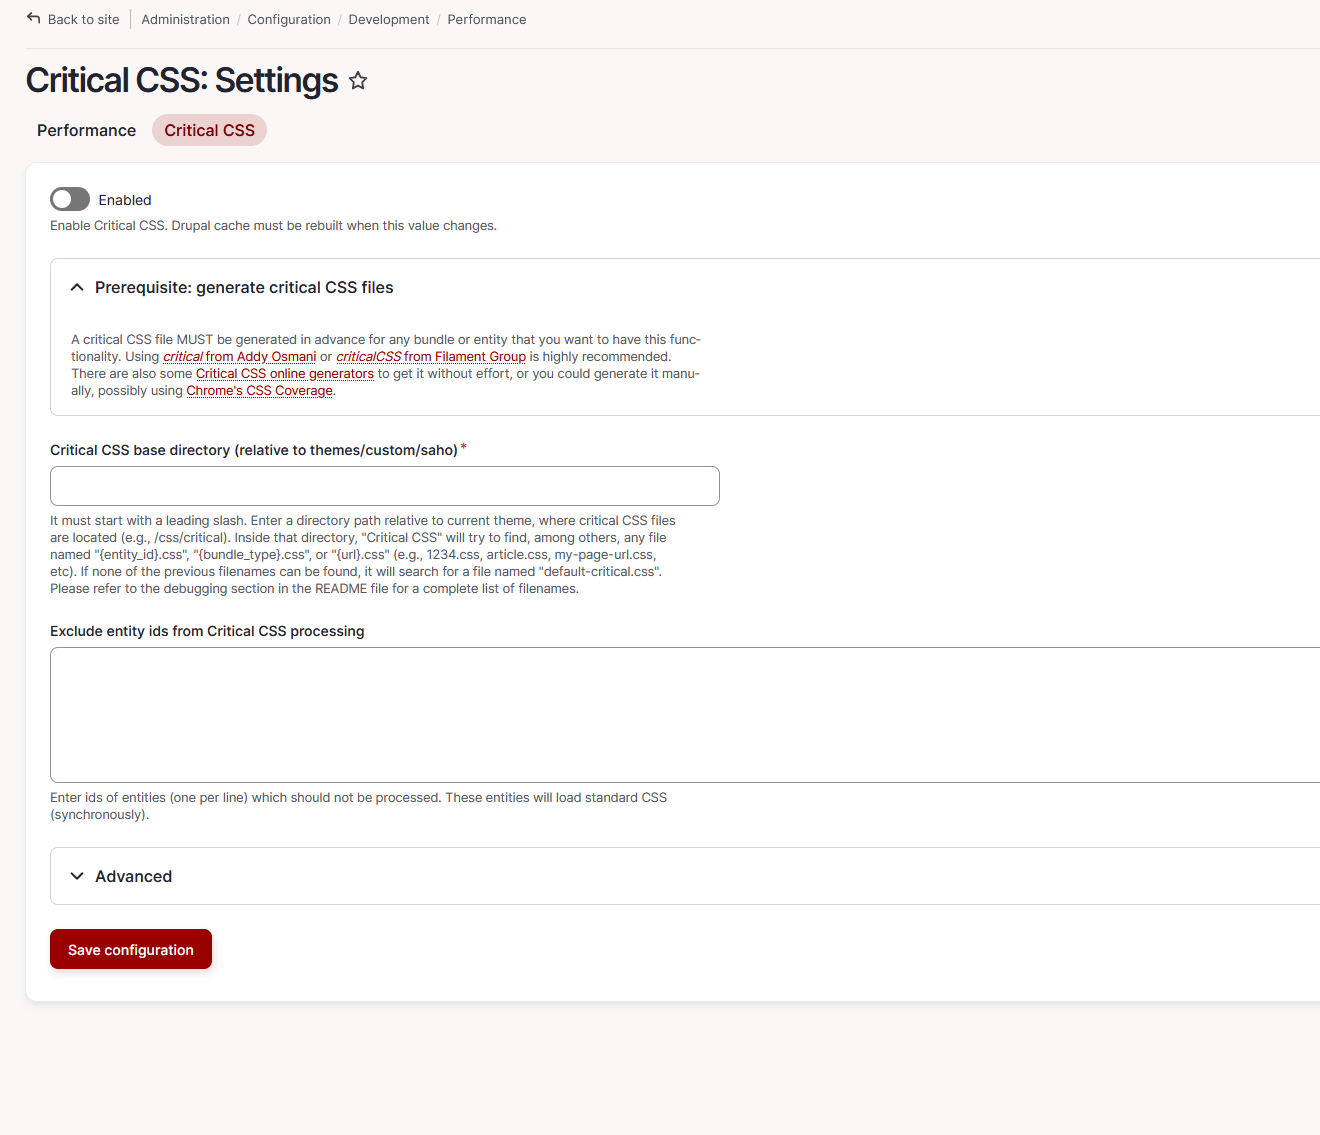 Back to site Administration / Configuration / Development / Performance
Critical CSS: Settings
Performance Critical CSS
Enabled
Enable Critical CSS. Drupal cache must be rebuilt when this value changes.
Prerequisite: generate critical CSS files
A critical CSS file MUST be generated in advance for any bundle or entity that you want to have this func-
tionality. Using critical from Addy Osmani or criticalCSS from Filament Group is highly recommended.
There are also some Critical CSS online generators to get it without effort, or you could generate it manu-
ally, possibly using Chrome's CSS Coverage.
Critical CSS base directory (relative to themes/custom/saho)*
It must start with a leading slash. Enter a directory path relative to current theme, where critical CSS files
are located (e.g., /css/critical). Inside that directory, "Critical CSS" will try to find, among others, any file
named "{entity_id}.css", "{bundle_type}.css", or "{url}.css" (e.g., 1234.css, article.css, my-page-url.css,
etc). If none of the previous filenames can be found, it will search for a file named "default-critical.css".
Please refer to the debugging section in the README file for a complete list of filenames.
Exclude entity ids from Critical CSS processing
Enter ids of entities (one per line) which should not be processed. These entities will load standard CSS
(synchronously).
Advanced
Save configuration